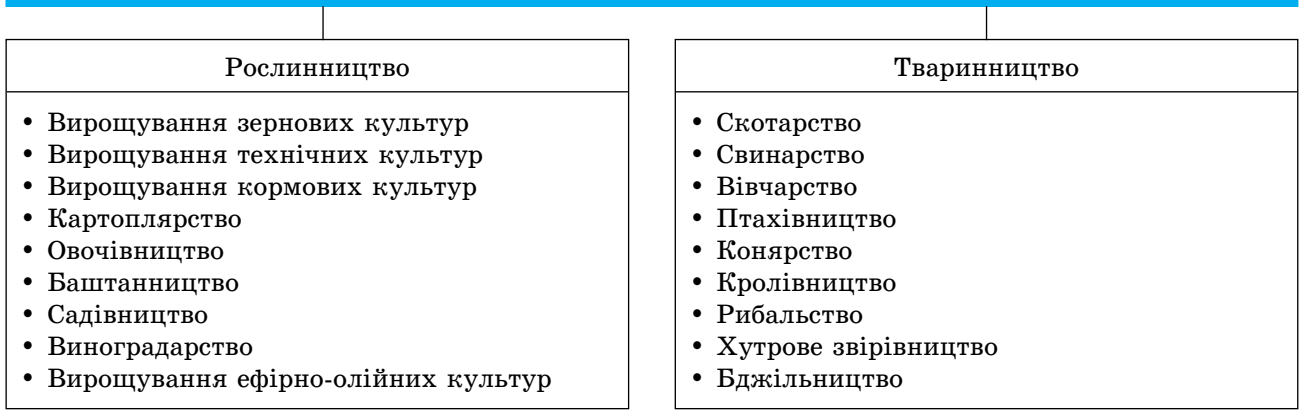 Рослинництво
• Вирощування зернових культур
• Вирощування технічних культур
• Вирощування кормових культур
• Картоплярство
• Овочівництво
• Баштанництво
• Садівництво
• Виноградарство
• Вирощування ефірно-олійних культур
Тваринництво
• Скотарство
• Свинарство
• Вівчарство
• Птахівництво
• Конярство
• Кролівництво
• Рибальство
• Хутрове звірівництво
• Бджільництво